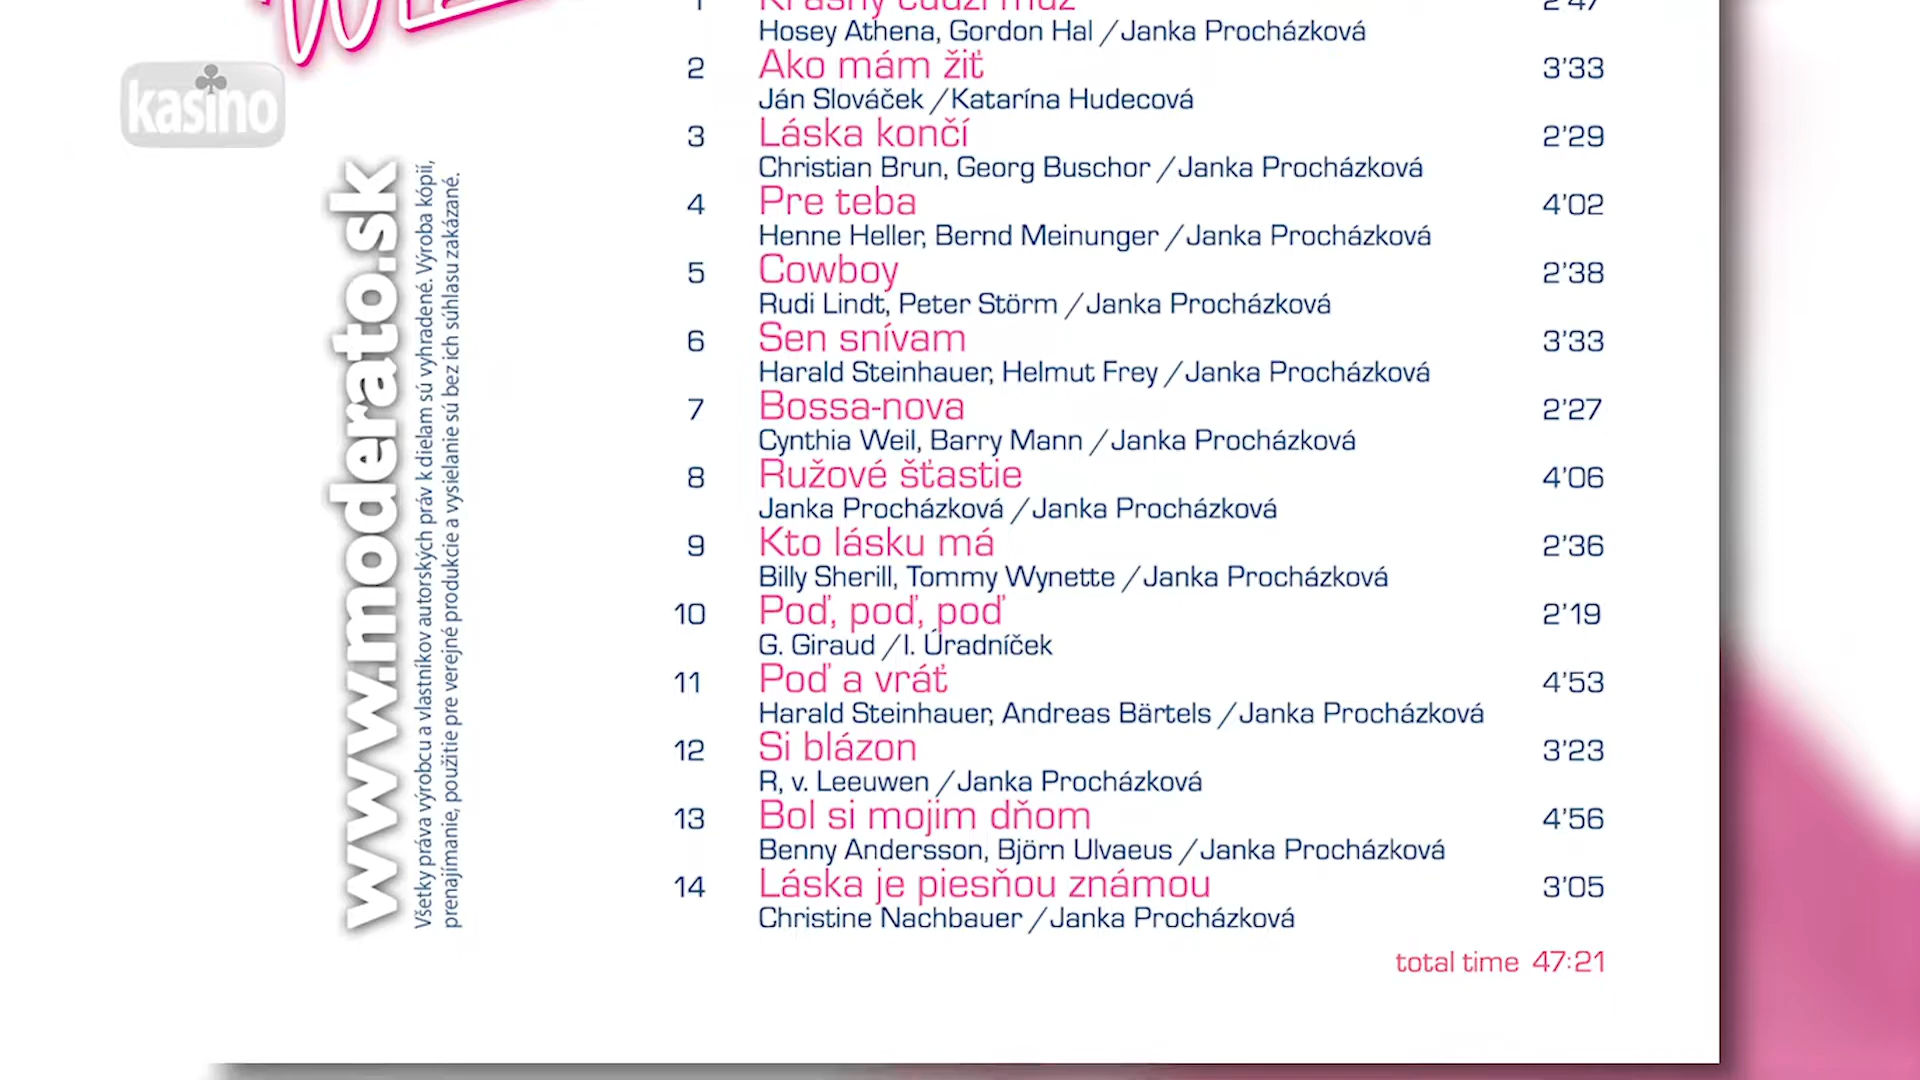 kasino
www.moderato.sk
Všetky práva výrobcu a vlastníkov autorských práv k dielam sú vyhradené. Výroba kópií,
prenajímanie, použitie pre verejné produkcie a vysielanie sú bez ich súhlasu zakázané.
1 Krásny cudzí muž 2'47
Hosey Athena, Gordon Hal / Janka Procházková
2 Ako mám žiť 3'33
Ján Slováček / Katarína Hudecová
3 Láska končí 2'29
Christian Brun, Georg Buschor / Janka Procházková
4 Pre teba 4'02
Henne Heller, Bernd Meinunger / Janka Procházková
5 Cowboy 2'38
Rudi Lindt, Peter Störm / Janka Procházková
6 Sen snívam 3'33
Harald Steinhauer, Helmut Frey / Janka Procházková
7 Bossa-nova 2'27
Cynthia Weil, Barry Mann / Janka Procházková
8 Ružové šťastie 4'06
Janka Procházková / Janka Procházková
9 Kto lásku má 2'36
Billy Sherill, Tommy Wynette / Janka Procházková
10 Poď, poď, poď 2'19
G. Giraud / I. Úradníček
11 Poď a vráť 4'53
Harald Steinhauer, Andreas Bärtels / Janka Procházková
12 Si blázon 3'23
R, v. Leeuwen / Janka Procházková
13 Bol si mojim dňom 4'56
Benny Andersson, Björn Ulvaeus / Janka Procházková
14 Láska je piesňou známou 3'05
Christine Nachbauer / Janka Procházková
total time 47:21